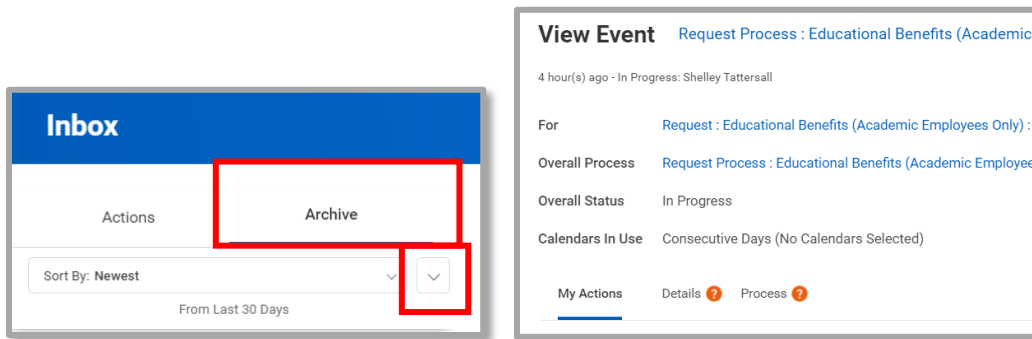 Inbox
Actions Archive
Sort By: Newest
From Last 30 Days
View Event Request Process : Educational Benefits (Academic
4 hour(s) ago - In Progress: Shelley Tattersall
For Request : Educational Benefits (Academic Employees Only) :
Overall Process Request Process : Educational Benefits (Academic Employee
Overall Status In Progress
Calendars In Use Consecutive Days (No Calendars Selected)
My Actions Details ? Process ?